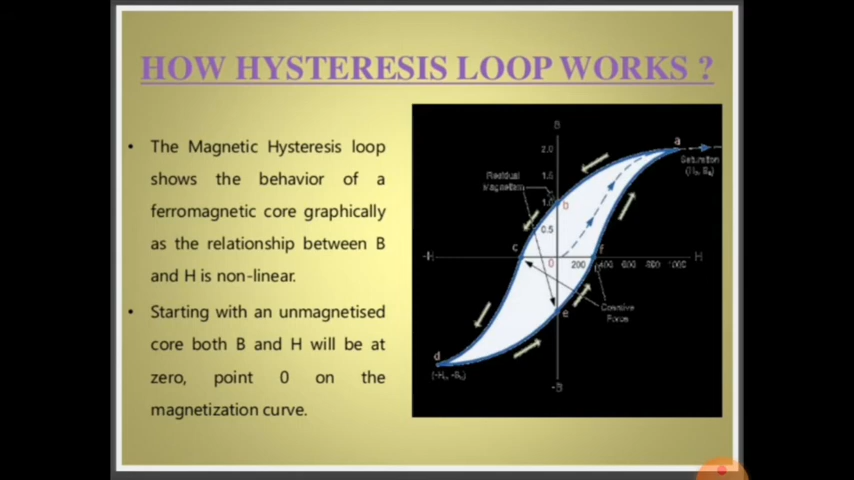 HOW HYSTERESIS LOOP WORKS ?
• The Magnetic Hysteresis loop
shows the behavior of a
ferromagnetic core graphically
as the relationship between B
and H is non-linear.
• Starting with an unmagnetised
core both B and H will be at
zero, point 0 on the
magnetization curve.
B
a
2.0
Saturation
1.5
Residual
Magnetism
1.0
b
0.5
c
f
-H
0
200 400 600 800 1000
H
e
Coercive
Force
d
-B